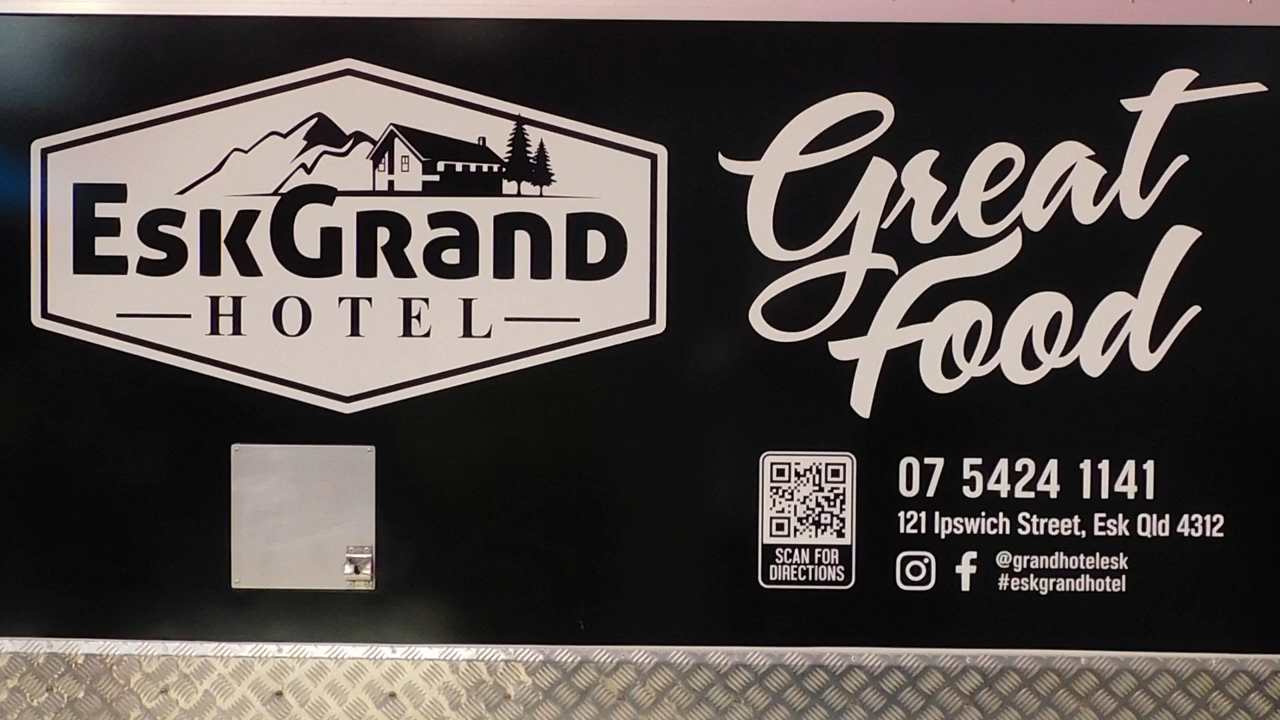 EskGrand
HOTEL
Great
Food
SCAN FOR
DIRECTIONS
07 5424 1141
121 Ipswich Street, Esk Qld 4312
@grandhotelesk
#eskgrandhotel